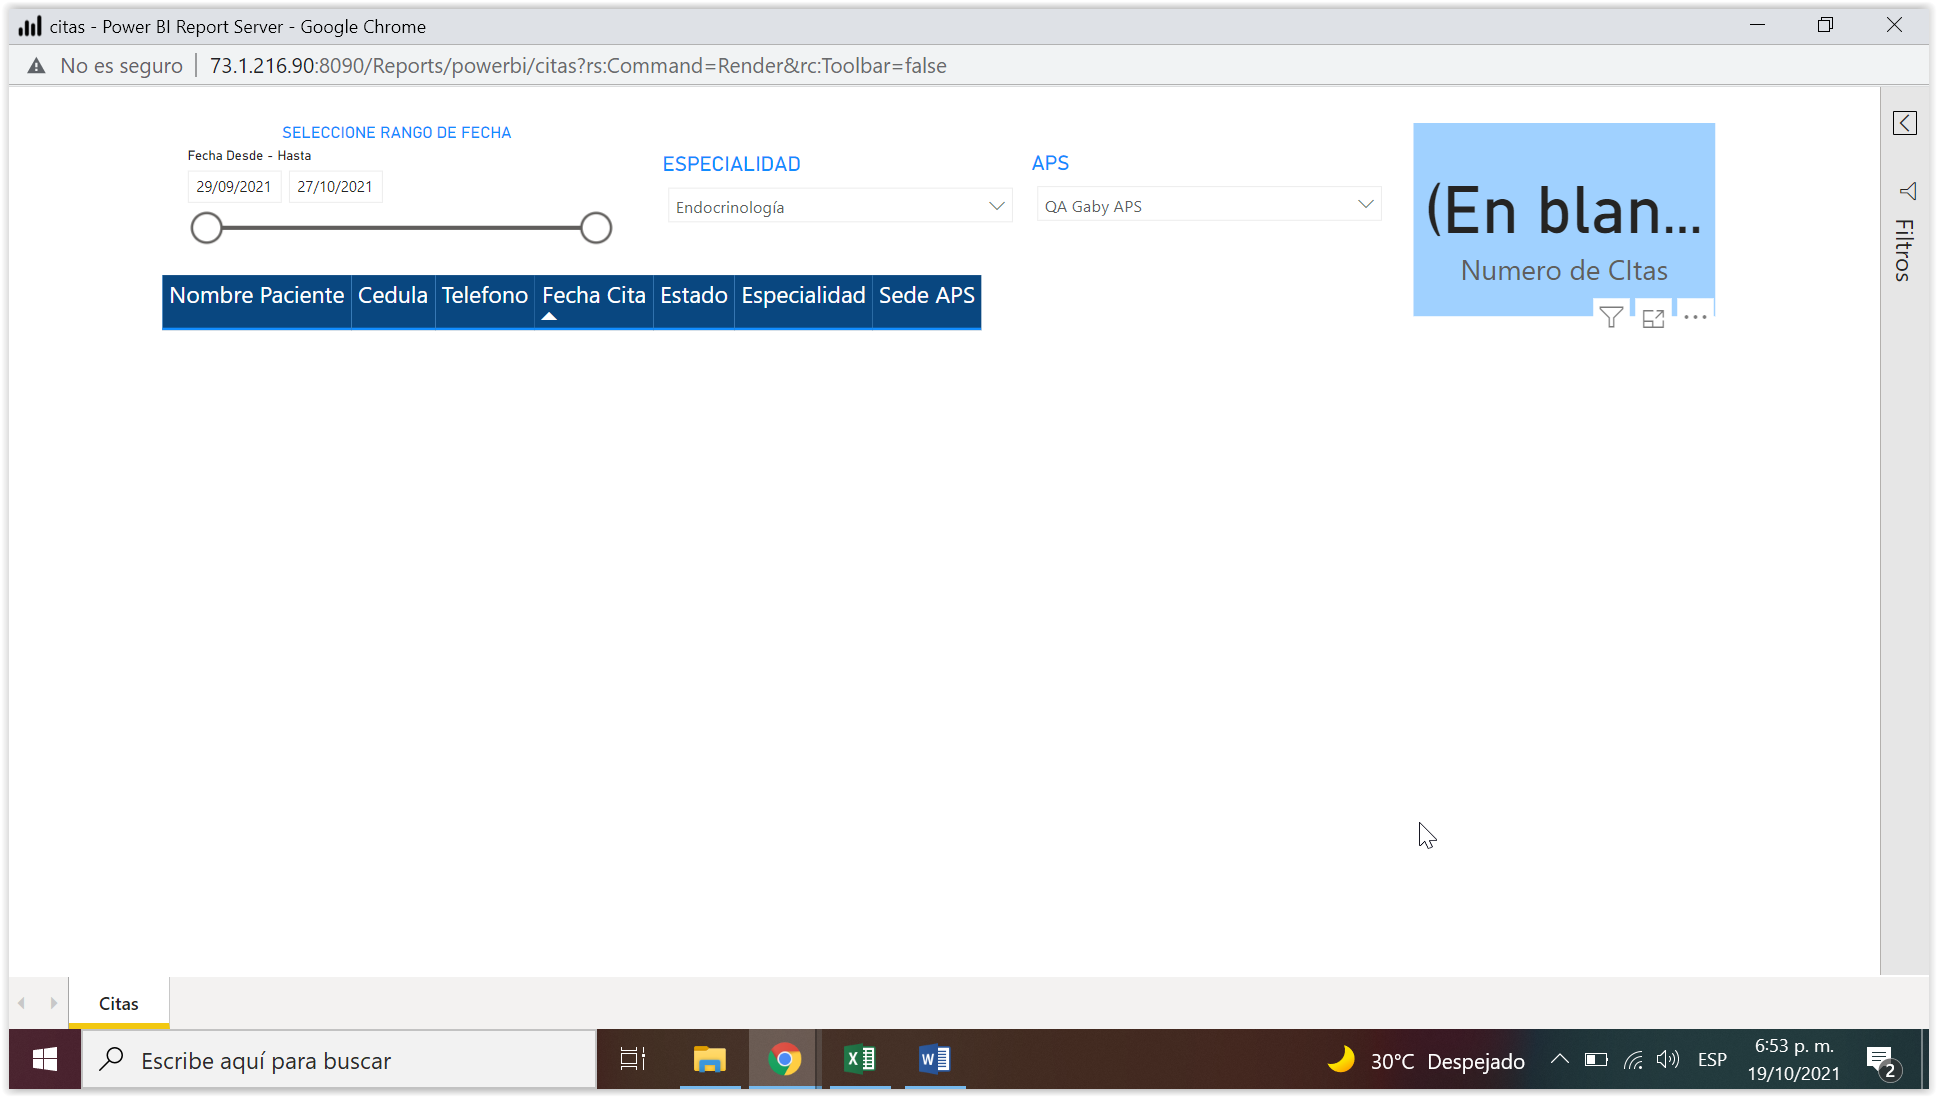 citas - Power BI Report Server - Google Chrome
No es seguro 73.1.216.90:8090/Reports/powerbi/citas?rs:Command=Render&rc:Toolbar=false
SELECCIONE RANGO DE FECHA
Fecha Desde - Hasta
29/09/2021 27/10/2021
ESPECIALIDAD
Endocrinología
APS
QA Gaby APS
(En blan...
Numero de CItas
Filtros
Nombre Paciente Cedula Telefono Fecha Cita Estado Especialidad Sede APS
Citas
Escribe aquí para buscar
30°C Despejado
ESP
6:53 p. m.
19/10/2021
2